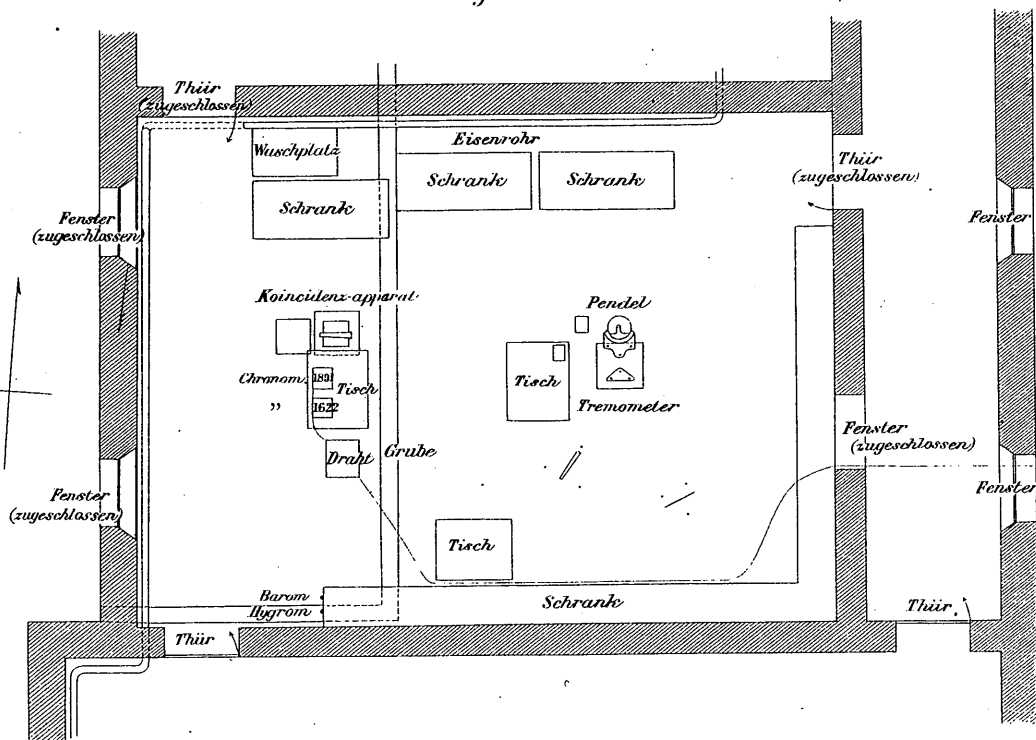 Thür
(zugeschlossen)
Waschplatz
Eisenrohr
Schrank
Schrank
Schrank
Thür
(zugeschlossen)
Fenster
(zugeschlossen)
Fenster
Koincidenz-apparat
Pendel
Chronom.
1891
Tisch
„
1622
Tisch
Tremometer
Draht
Grube
Fenster
(zugeschlossen)
Fenster
(zugeschlossen)
Fenster
Tisch
Barom
Hygrom
Schrank
Thür
Thür